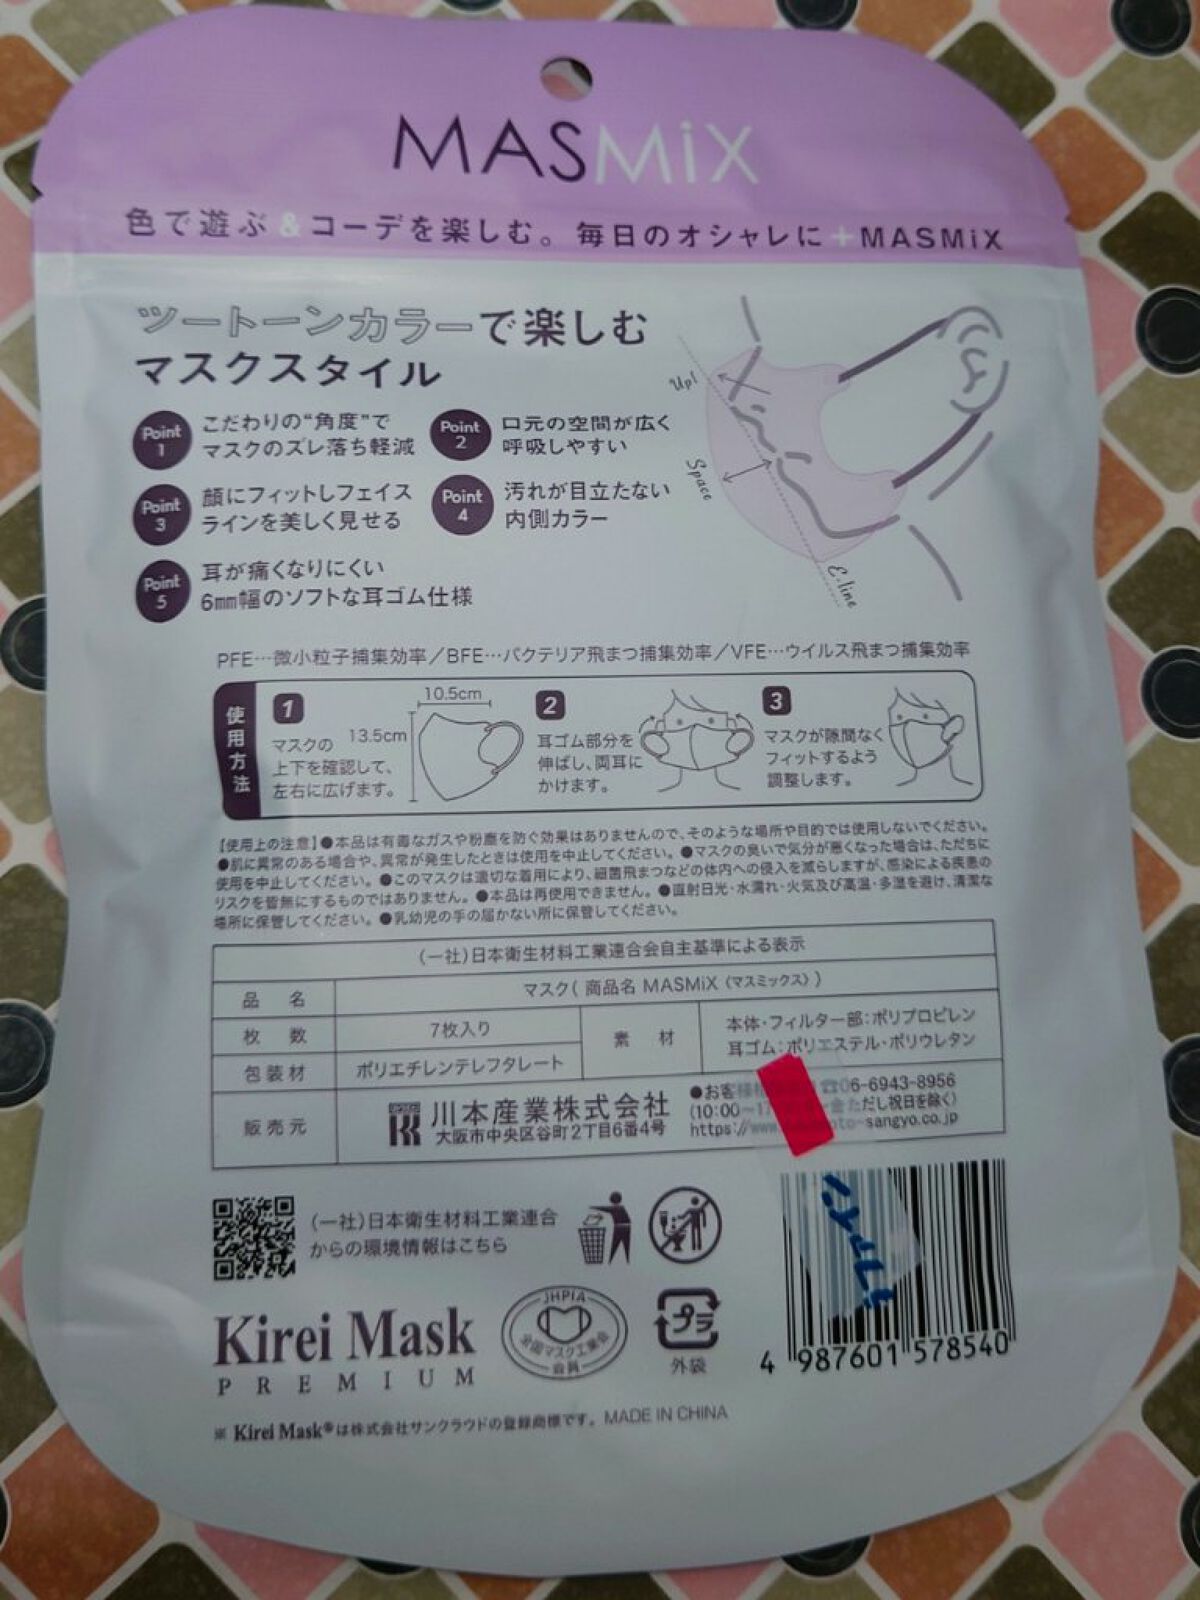 MASMiX
色で遊ぶ&コーデを楽しむ。毎日のオシャレに+MASMiX
ツートーンカラーで楽しむ
マスクスタイル
Point 1
こだわりの“角度”で
マスクのズレ落ち軽減
Point 2
口元の空間が広く
呼吸しやすい
Point 3
顔にフィットしフェイス
ラインを美しく見せる
Point 4
汚れが目立たない
内側カラー
Point 5
耳が痛くなりにくい
6mm幅のソフトな耳ゴム仕様
Up!
Space
E-line
PFE…微小粒子捕集効率/BFE…バクテリア飛まつ捕集効率/VFE…ウイルス飛まつ捕集効率
使用方法
1
マスクの
上下を確認して、
左右に広げます。
10.5cm
13.5cm
2
耳ゴム部分を
伸ばし、両耳に
かけます。
3
マスクが隙間なく
フィットするよう
調整します。
【使用上の注意】●本品は有毒なガスや粉塵を防ぐ効果はありませんので、そのような場所や目的では使用しないでください。
●肌に異常のある場合や、異常が発生したときは使用を中止してください。●マスクの臭いで気分が悪くなった場合は、ただちに
使用を中止してください。●このマスクは適切な着用により、細菌飛まつなどの体内への侵入を減らしますが、感染による疾患の
リスクを皆無にするものではありません。●本品は再使用できません。●直射日光・水濡れ・火気及び高温・多湿を避け、清潔な
場所に保管してください。●乳幼児の手の届かない所に保管してください。
(一社)日本衛生材料工業連合会自主基準による表示
品 名 マスク( 商品名 MASMiX〈マスミックス〉)
枚 数 7枚入り
素 材 本体・フィルター部:ポリプロピレン
耳ゴム:ポリエステル・ポリウレタン
包装材 ポリエチレンテレフタレート
販売元 川本産業株式会社
大阪市中央区谷町2丁目6番4号
●お客様 ☎06-6943-8956
(10:00~ 金 ただし祝日を除く)
https://www. oto-sangyo.co.jp
(一社)日本衛生材料工業連合
からの環境情報はこちら
Kirei Mask
PREMIUM
JHPIA
全国マスク工業会
会員
プラ
外袋
4 987601 578540
※ Kirei Mask®は株式会社サンクラウドの登録商標です。 MADE IN CHINA